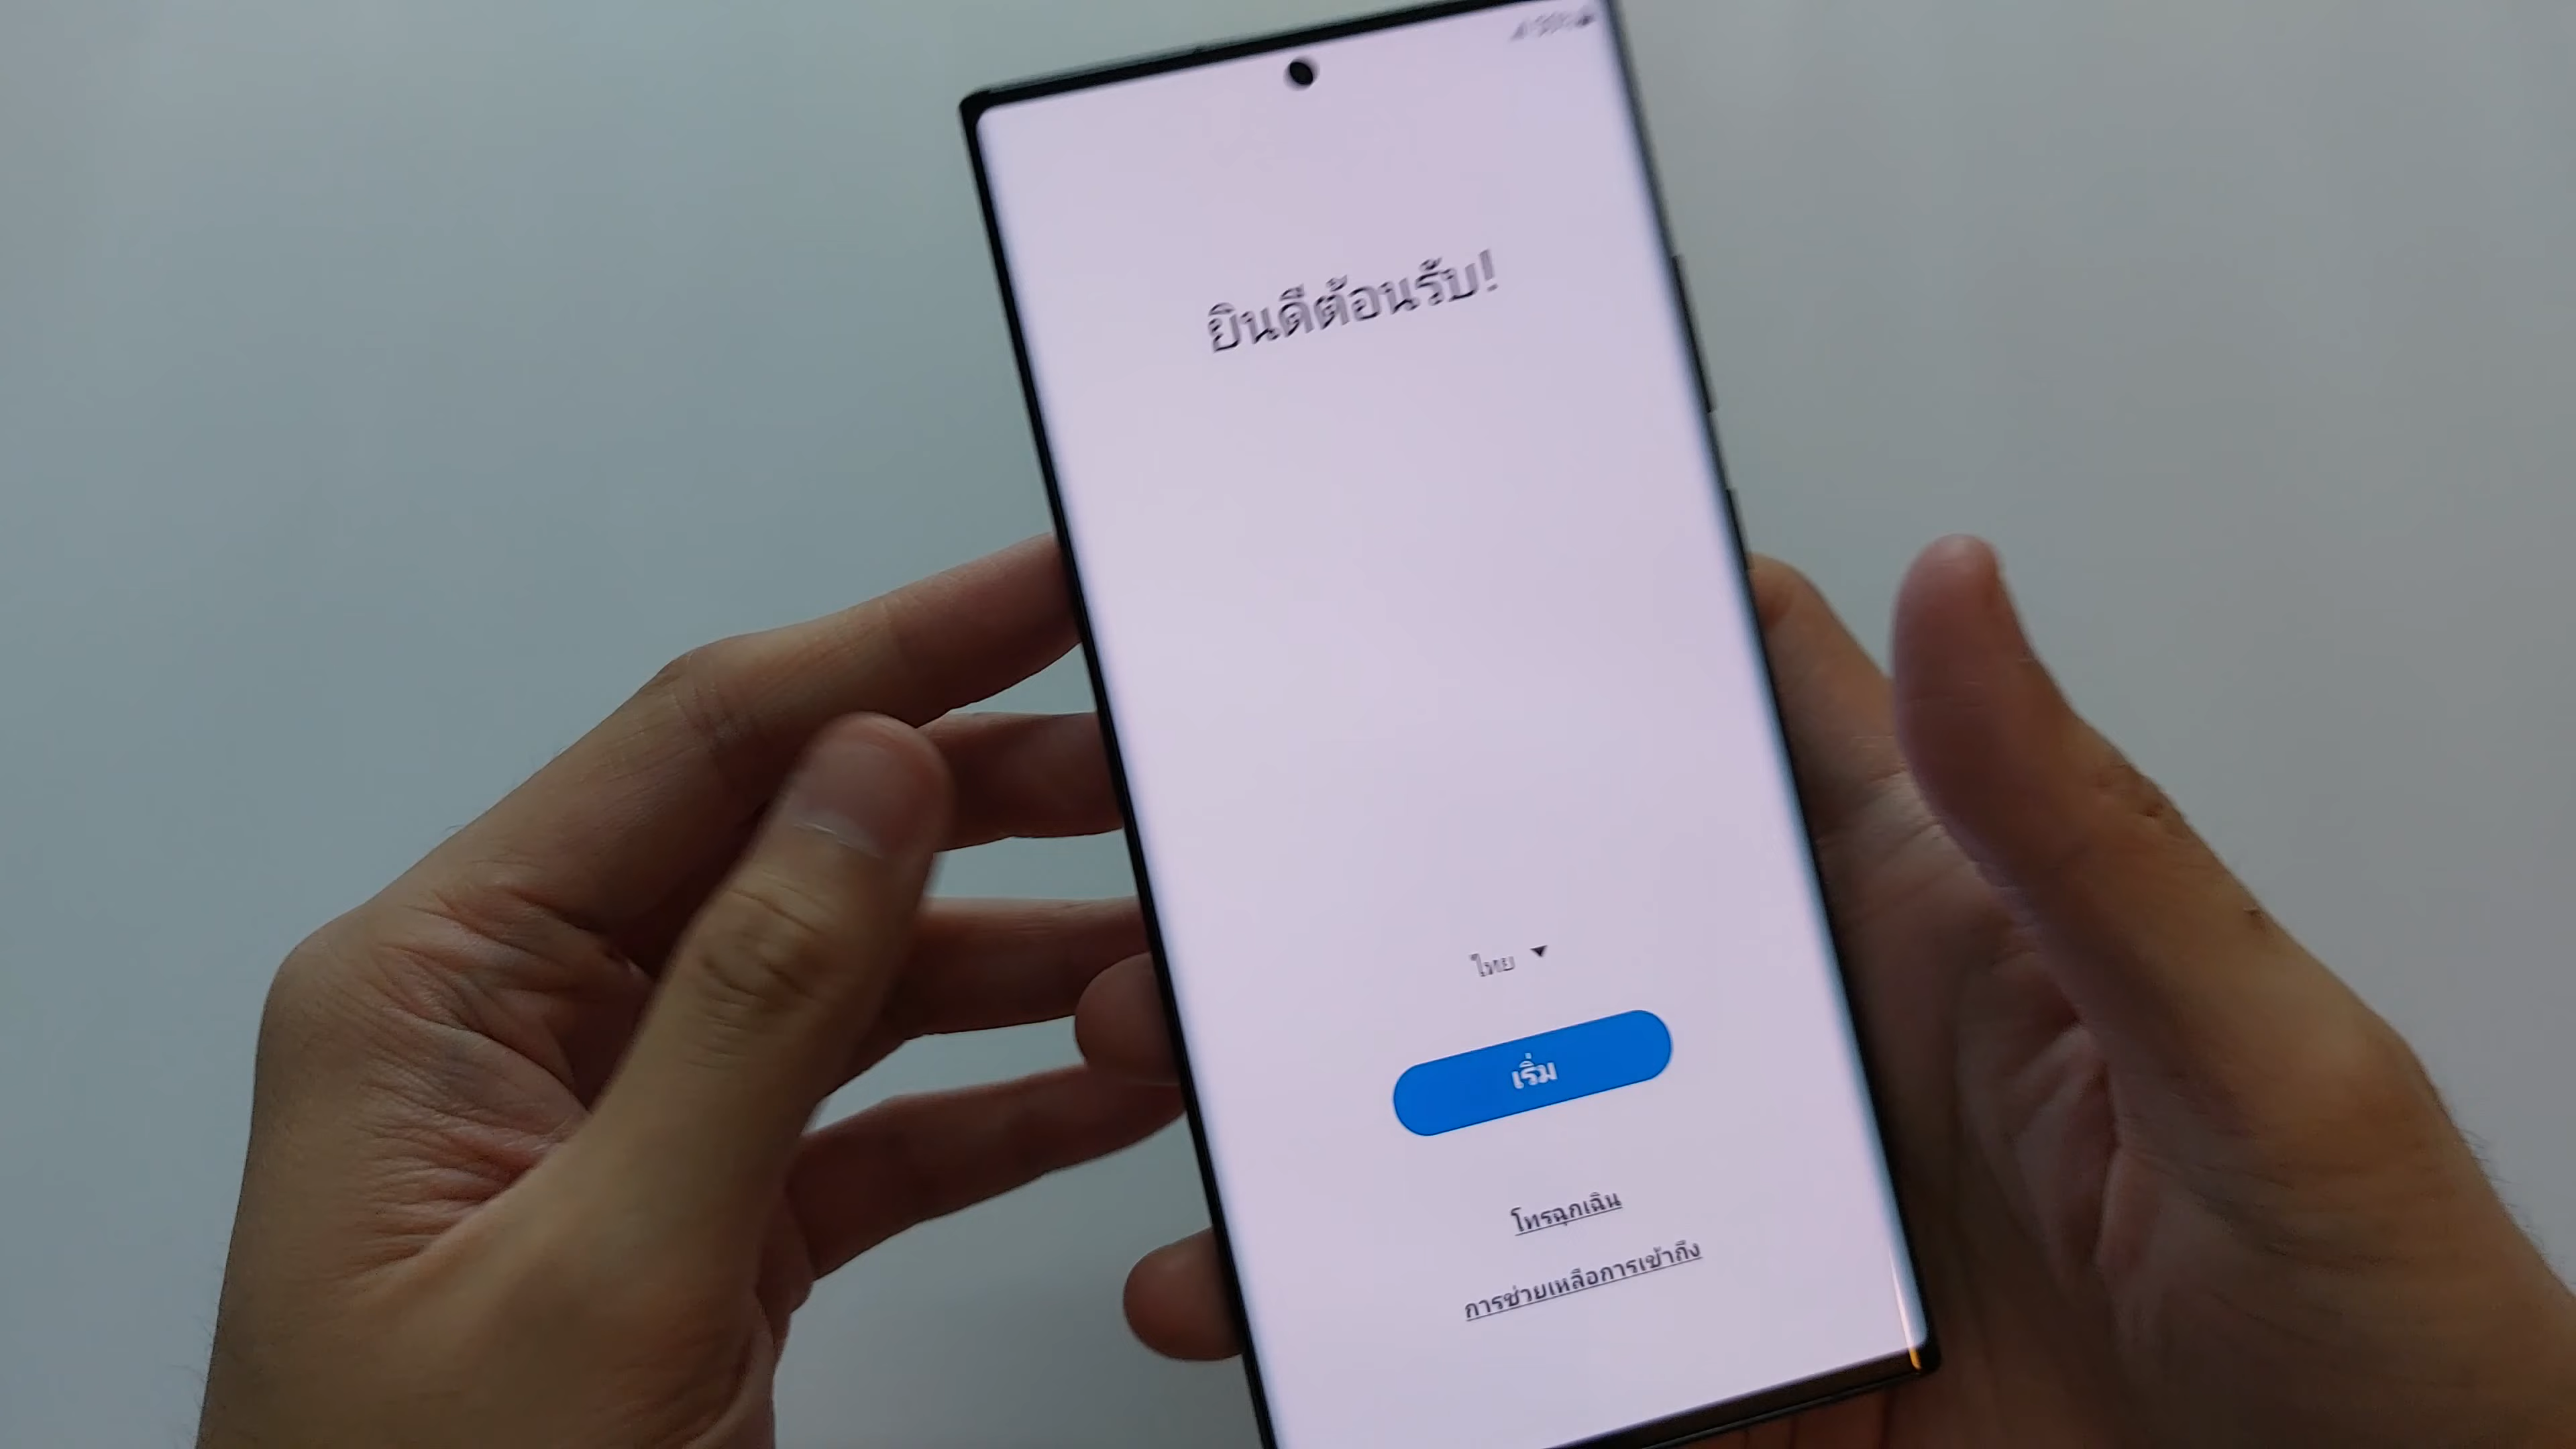 ยินดีต้อนรับ!
ไทย
เริ่ม
โทรฉุกเฉิน
การช่วยเหลือการเข้าถึง